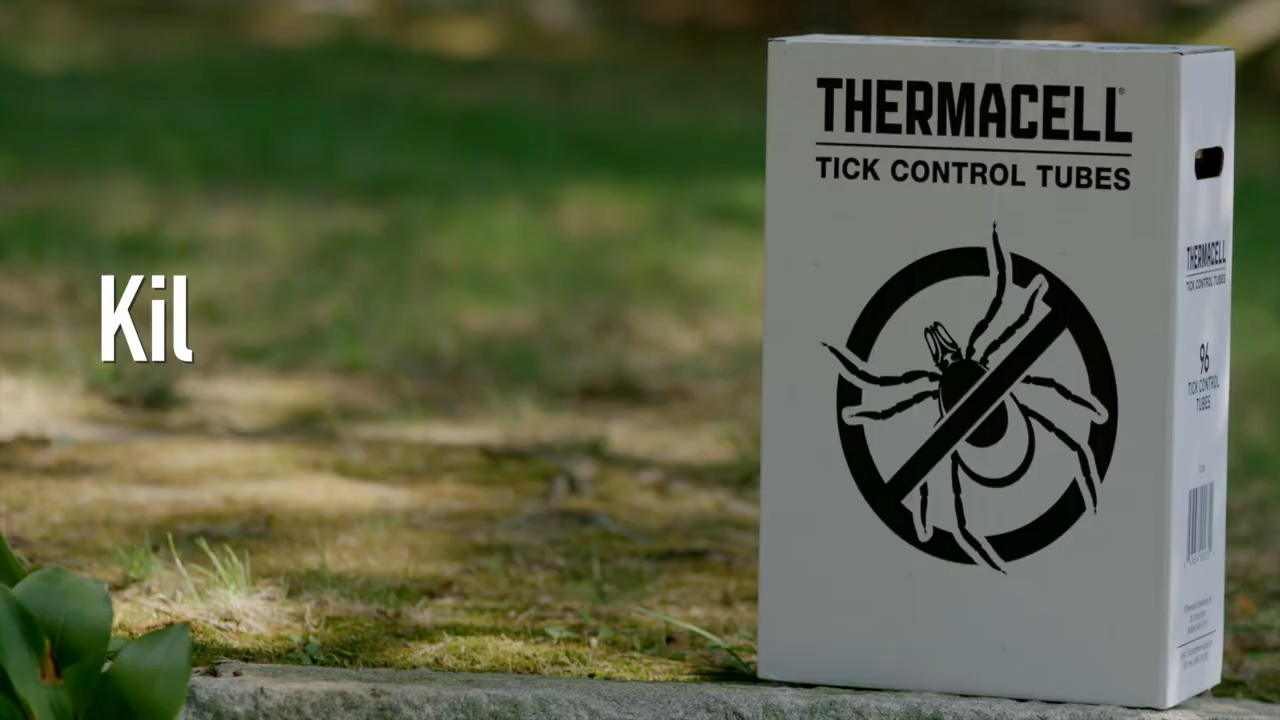 Kil
THERMACELL®
TICK CONTROL TUBES
THERMACELL
TICK CONTROL TUBES
96
TICK CONTROL
TUBES